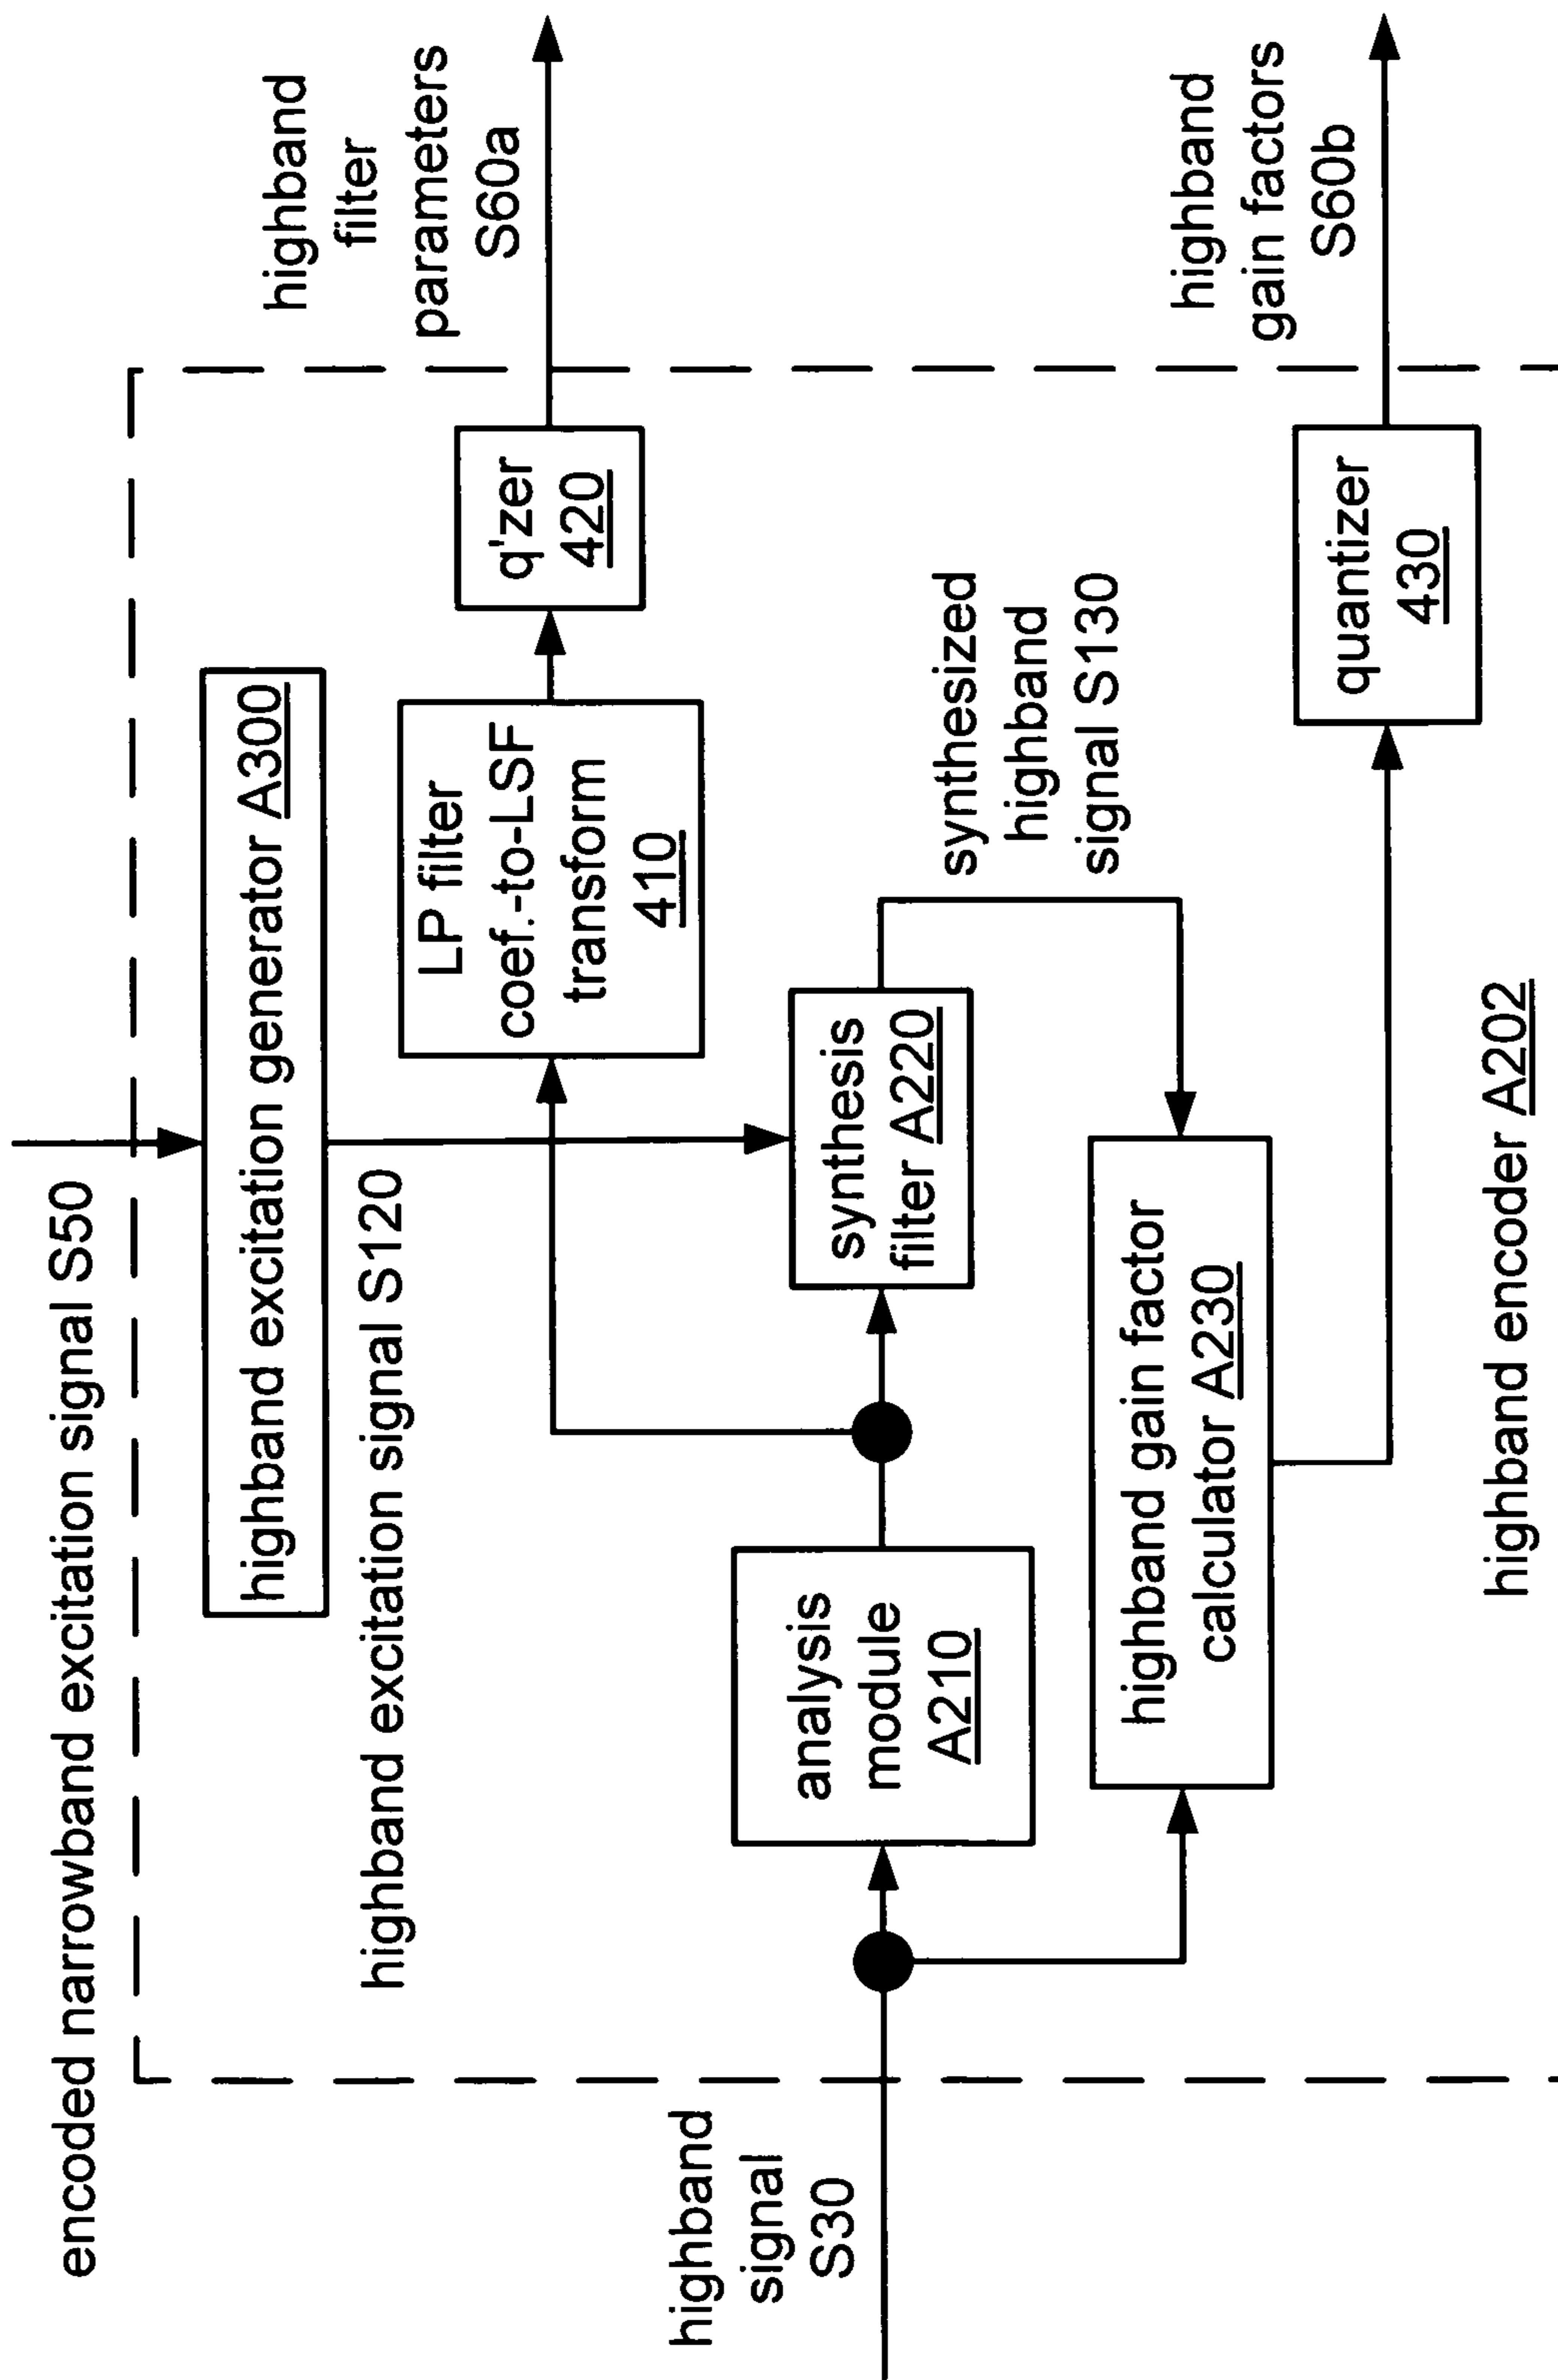 encoded narrowband excitation signal S50
highband excitation generator A300
highband excitation signal S120
highband
filter
parameters
S60a
LP filter
coef.-to-LSF
transform
410
q'zer
420
highband
signal
S30
analysis
module
A210
synthesis
filter A220
synthesized
highband
signal S130
highband gain factor
calculator A230
quantizer
430
highband
gain factors
S60b
highband encoder A202